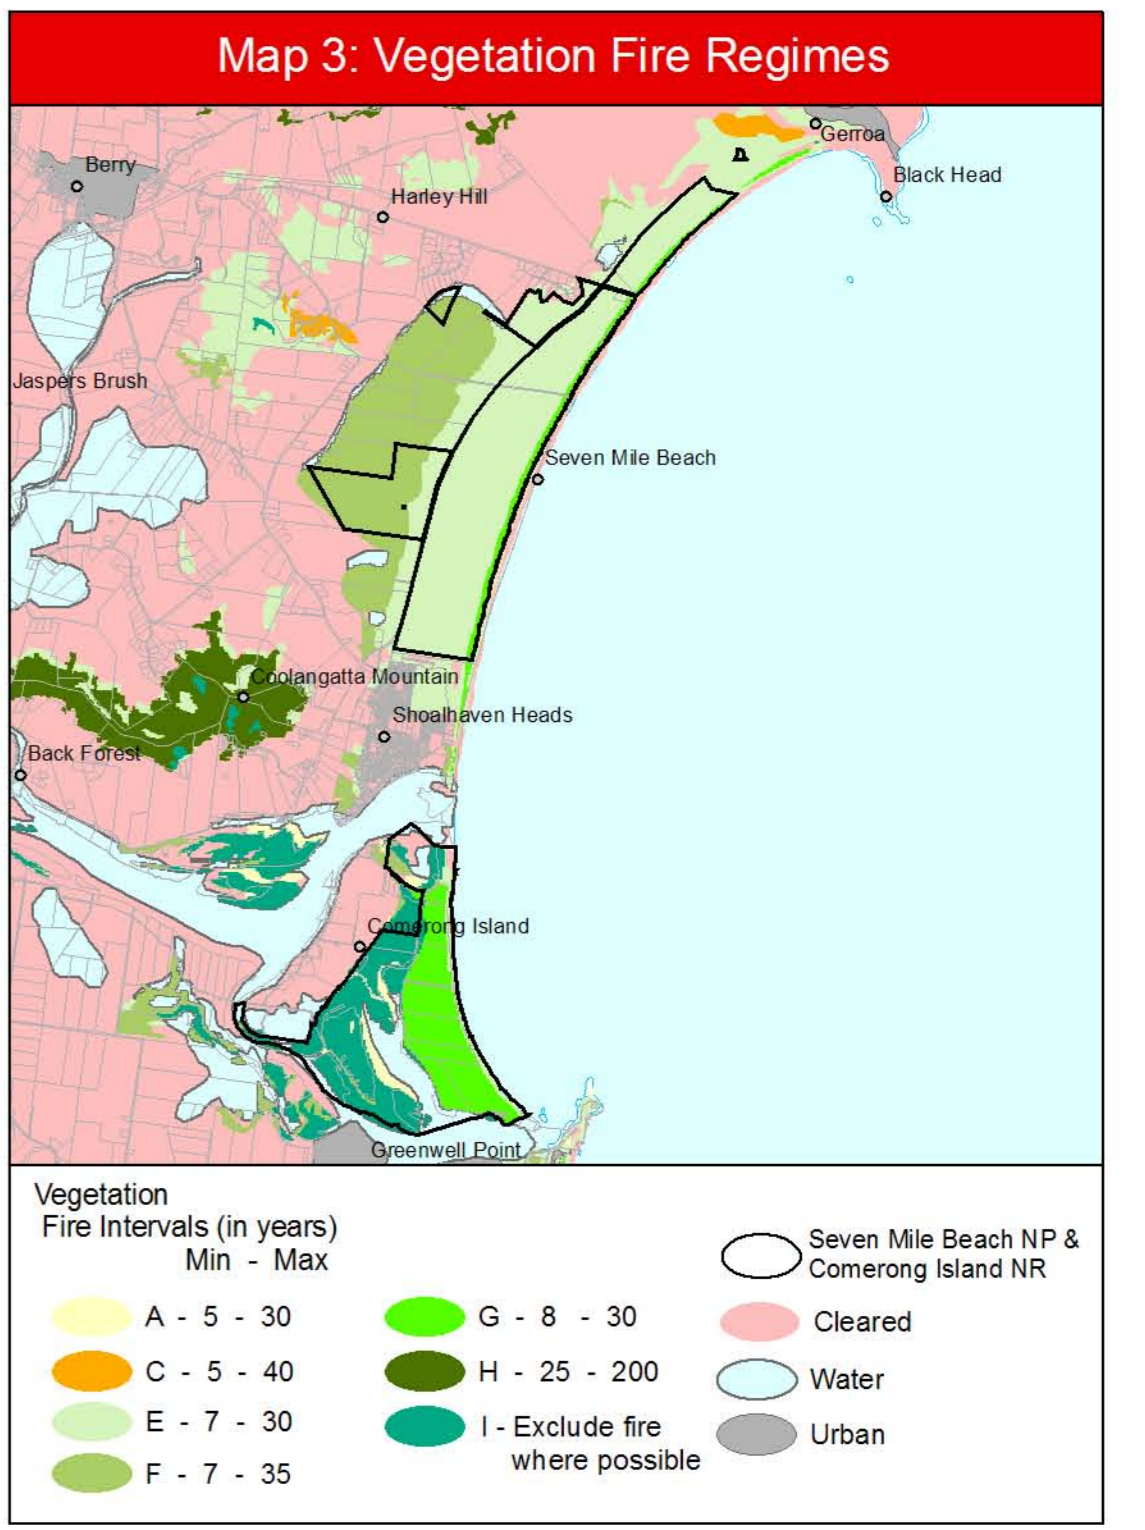 Map 3: Vegetation Fire Regimes
Gerroa
Berry
Black Head
Harley Hill
Jaspers Brush
Seven Mile Beach
Coolangatta Mountain
Shoalhaven Heads
Back Forest
Comerong Island
Greenwell Point
Vegetation
Fire Intervals (in years)
Min - Max
A - 5 - 30
C - 5 - 40
E - 7 - 30
F - 7 - 35
G - 8 - 30
H - 25 - 200
I - Exclude fire
where possible
Seven Mile Beach NP &
Comerong Island NR
Cleared
Water
Urban